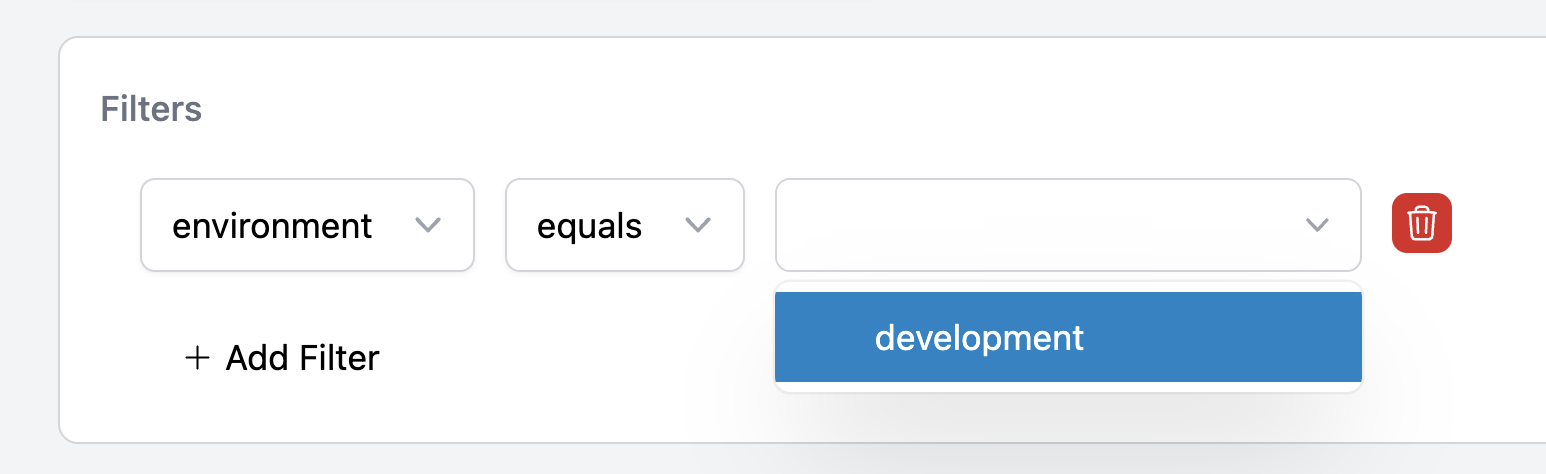 Filters
environment
equals
development
+ Add Filter